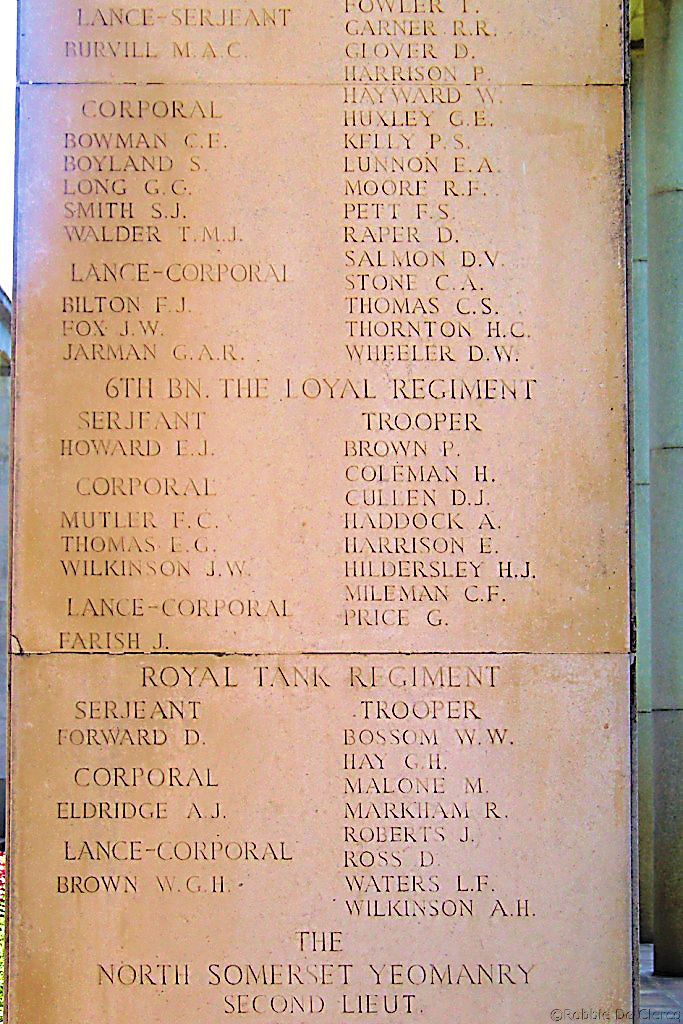 LANCE-SERJEANT
BURVILL M.A.C.
CORPORAL
BOWMAN C.E.
BOYLAND S.
LONG G.C.
SMITH S.J.
WALDER T.M.J.
LANCE-CORPORAL
BILTON F.J.
FOX J.W.
JARMAN G.A.R.
FOWLER T.
GARNER R.R.
GLOVER D.
HARRISON P.
HAYWARD W.
HUXLEY G.E.
KELLY P.S.
LUNNON E.A.
MOORE R.F.
PETT F.S.
RAPER D.
SALMON D.V.
STONE C.A.
THOMAS C.S.
THORNTON H.C.
WHEELER D.W.
6TH BN. THE LOYAL REGIMENT
SERJEANT
HOWARD E.J.
CORPORAL
MUTLER F.C.
THOMAS E.G.
WILKINSON J.W.
LANCE-CORPORAL
FARISH J.
TROOPER
BROWN P.
COLEMAN H.
CULLEN D.J.
HADDOCK A.
HARRISON E.
HILDERSLEY H.J.
MILEMAN C.F.
PRICE G.
ROYAL TANK REGIMENT
SERJEANT
FORWARD D.
CORPORAL
ELDRIDGE A.J.
LANCE-CORPORAL
BROWN W.G.H.
TROOPER
BOSSOM W.W.
HAY G.H.
MALONE M.
MARKHAM R.
ROBERTS J.
ROSS D.
WATERS L.F.
WILKINSON A.H.
THE
NORTH SOMERSET YEOMANRY
SECOND LIEUT.
©Robbie De Clercq